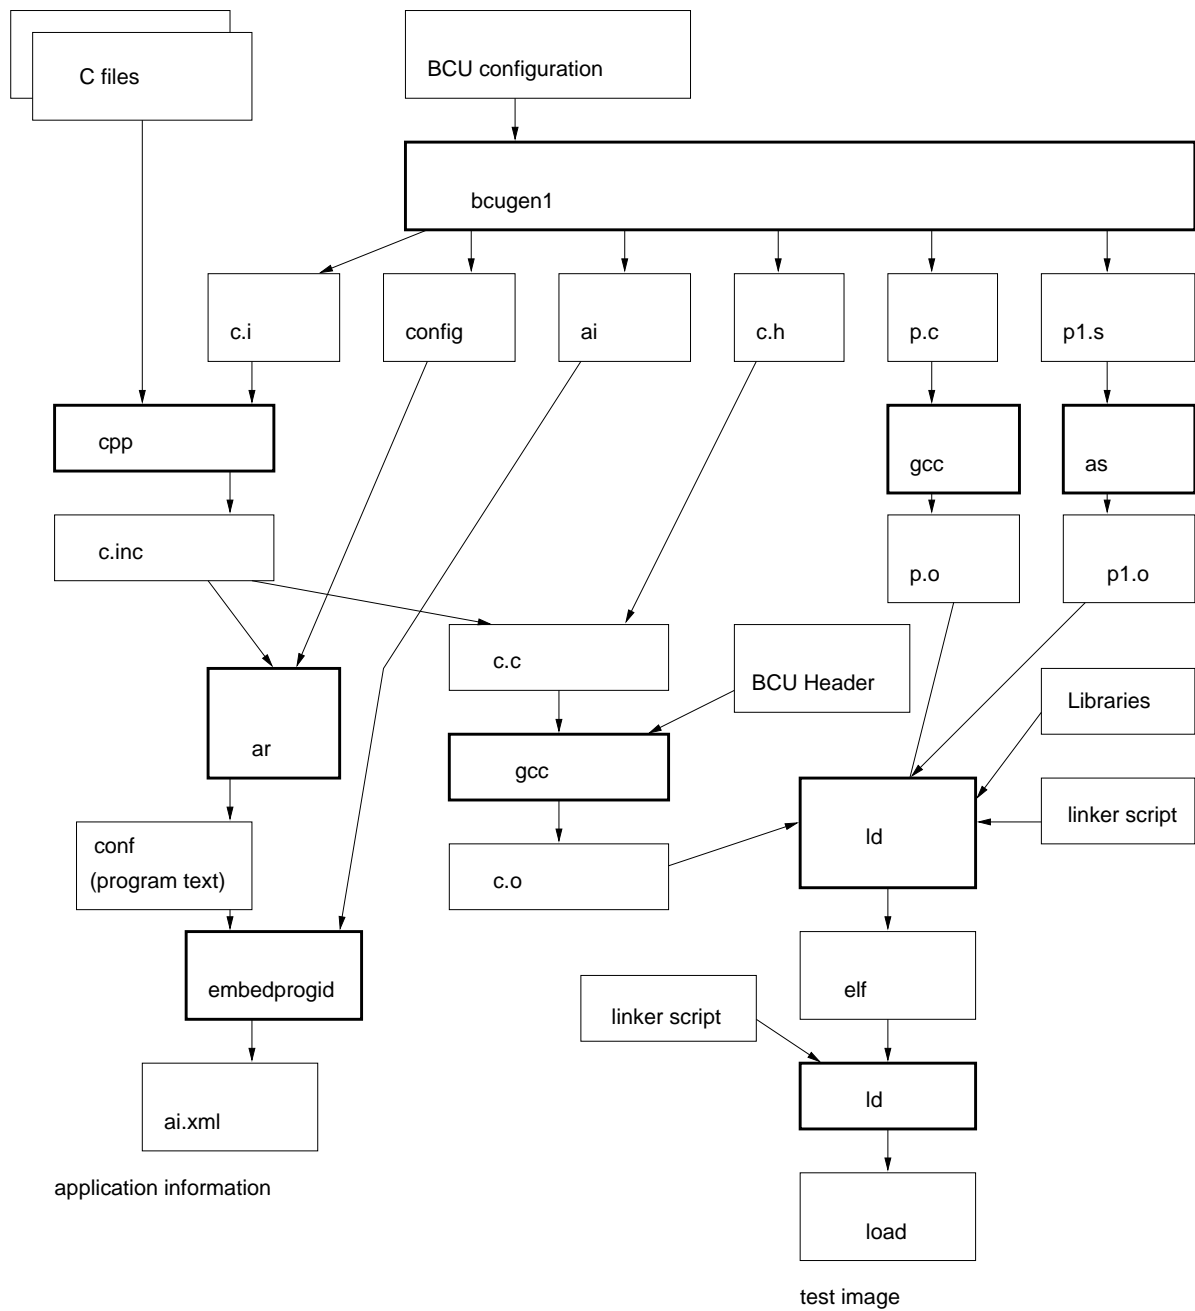 C files
BCU configuration
bcugen1
c.i
config
ai
c.h
p.c
p1.s
cpp
gcc
as
c.inc
p.o
p1.o
c.c
BCU Header
Libraries
ar
gcc
linker script
ld
conf
(program text)
c.o
embedprogid
elf
linker script
ai.xml
ld
application information
load
test image